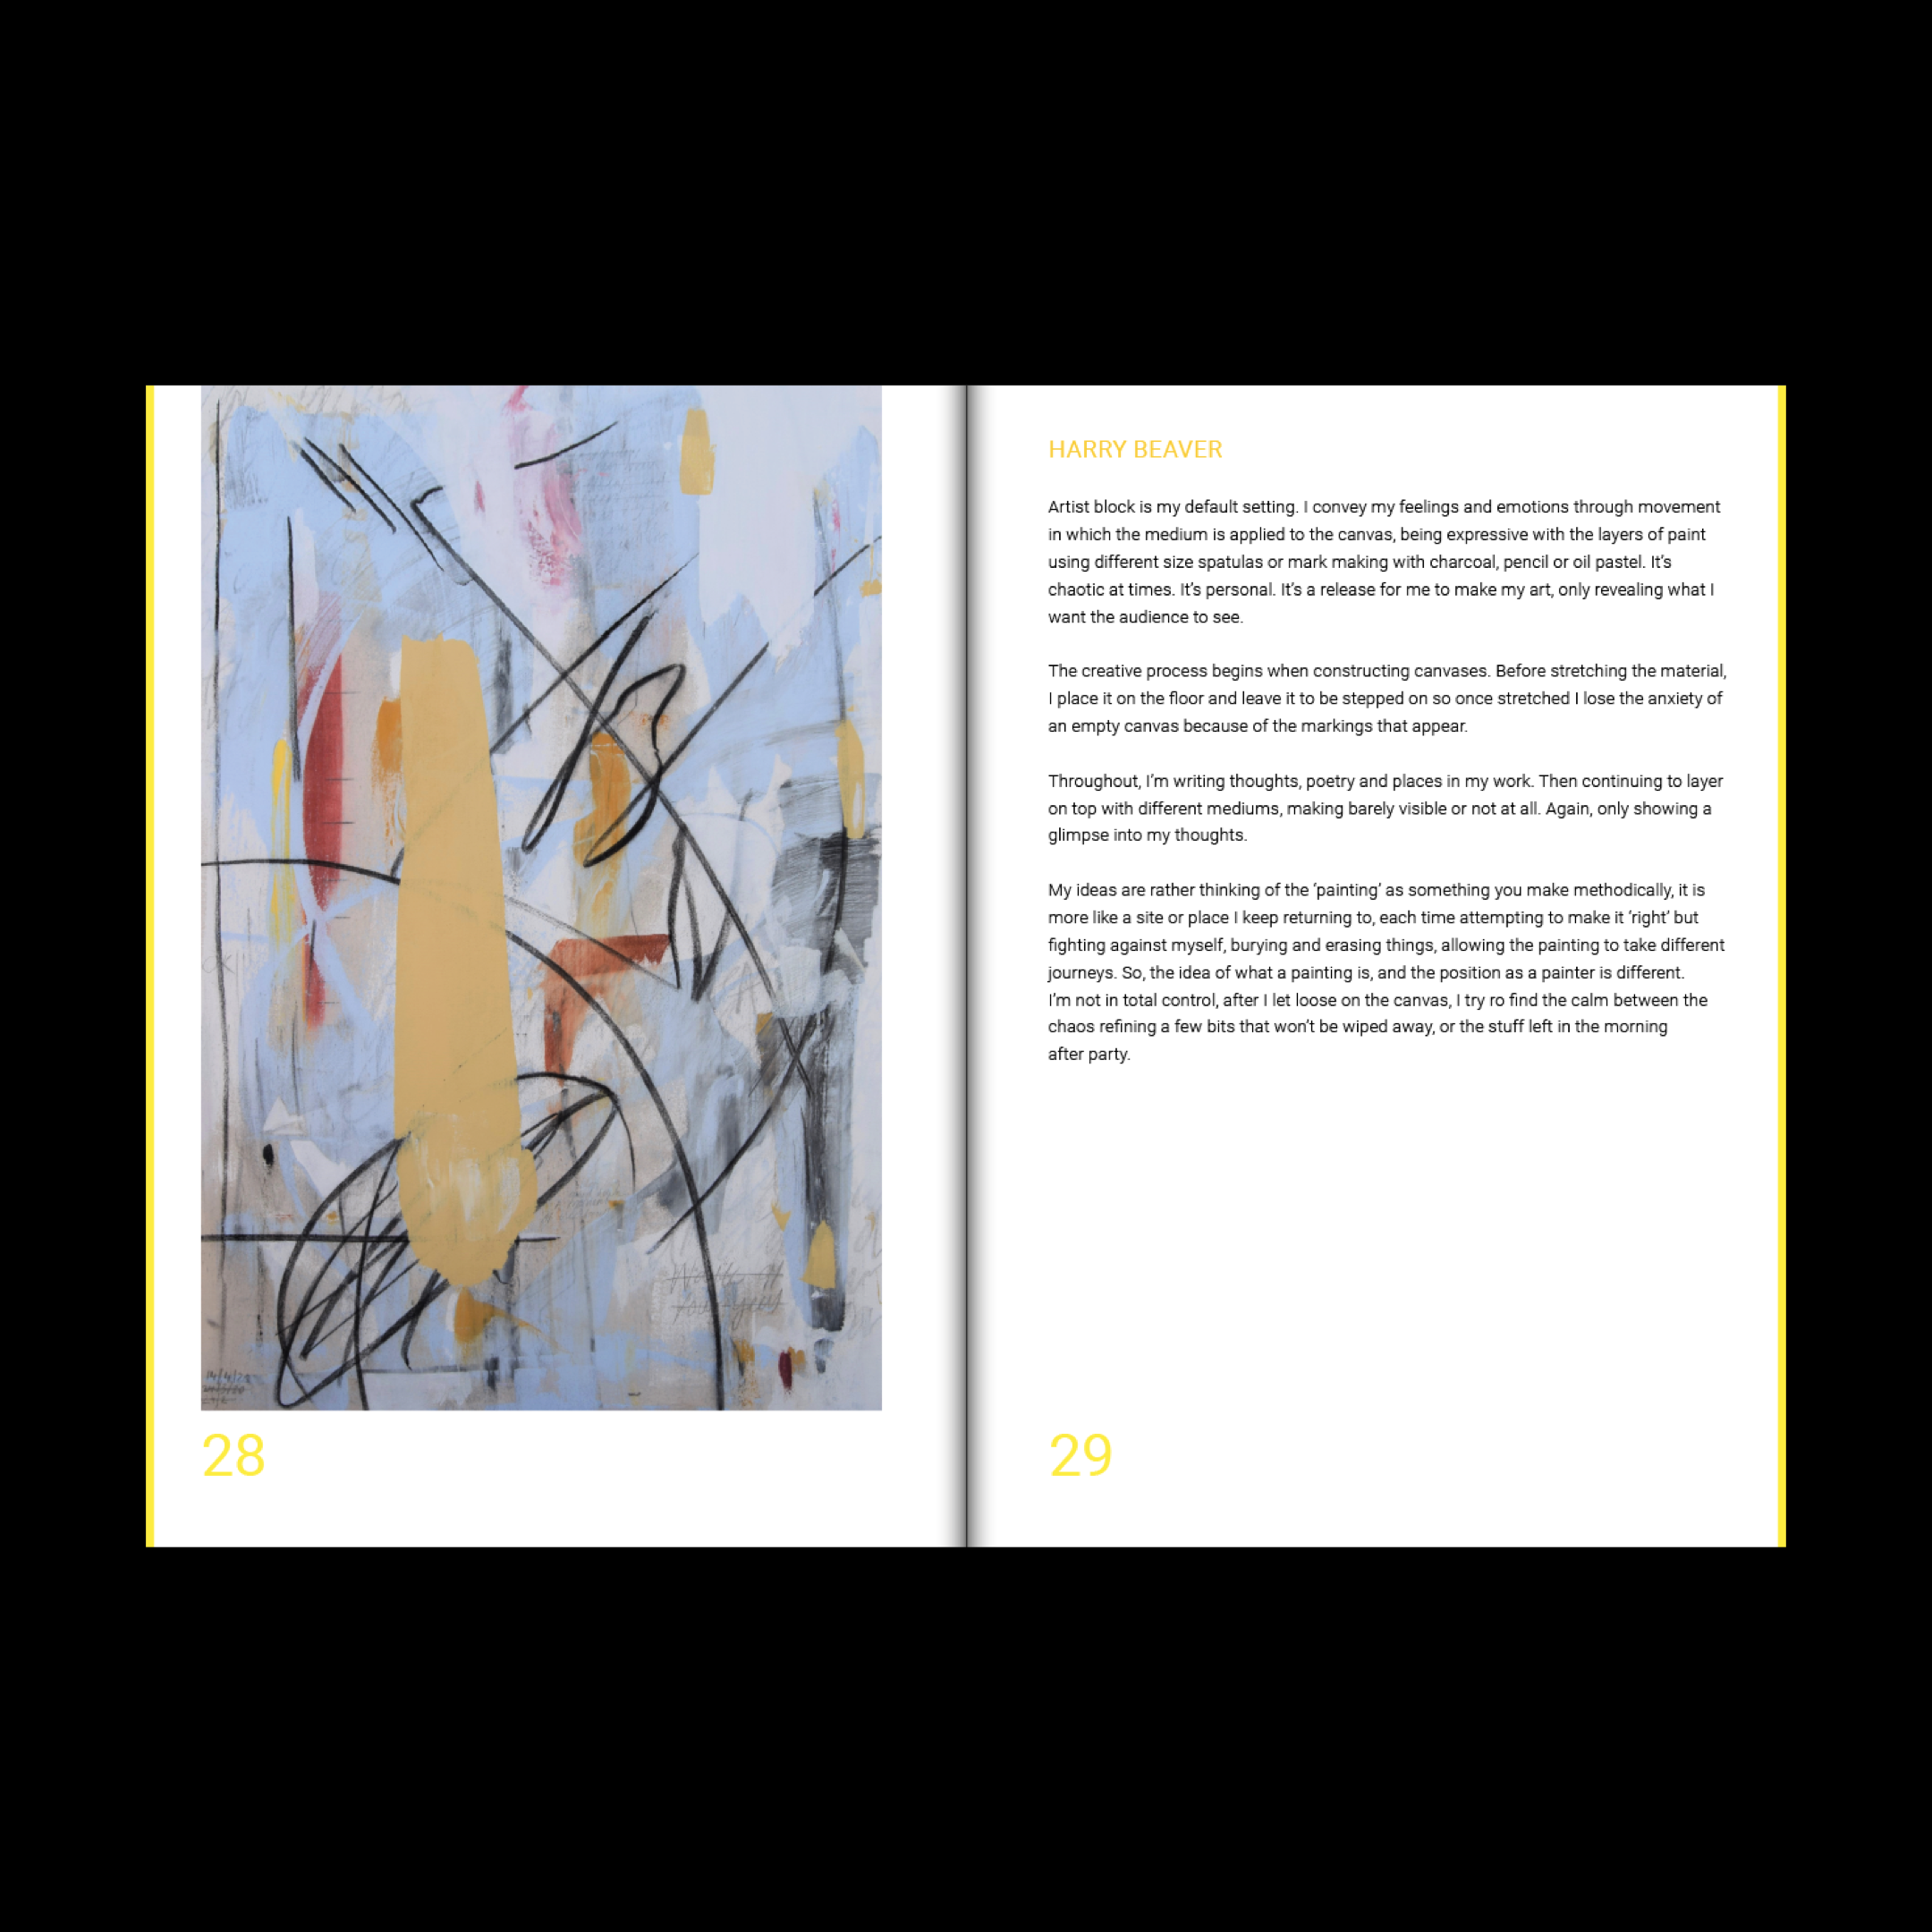 28
HARRY BEAVER
Artist block is my default setting. I convey my feelings and emotions through movement
in which the medium is applied to the canvas, being expressive with the layers of paint
using different size spatulas or mark making with charcoal, pencil or oil pastel. It’s
chaotic at times. It’s personal. It’s a release for me to make my art, only revealing what I
want the audience to see.
The creative process begins when constructing canvases. Before stretching the material,
I place it on the floor and leave it to be stepped on so once stretched I lose the anxiety of
an empty canvas because of the markings that appear.
Throughout, I’m writing thoughts, poetry and places in my work. Then continuing to layer
on top with different mediums, making barely visible or not at all. Again, only showing a
glimpse into my thoughts.
My ideas are rather thinking of the ‘painting’ as something you make methodically, it is
more like a site or place I keep returning to, each time attempting to make it ‘right’ but
fighting against myself, burying and erasing things, allowing the painting to take different
journeys. So, the idea of what a painting is, and the position as a painter is different.
I’m not in total control, after I let loose on the canvas, I try ro find the calm between the
chaos refining a few bits that won’t be wiped away, or the stuff left in the morning
after party.
29